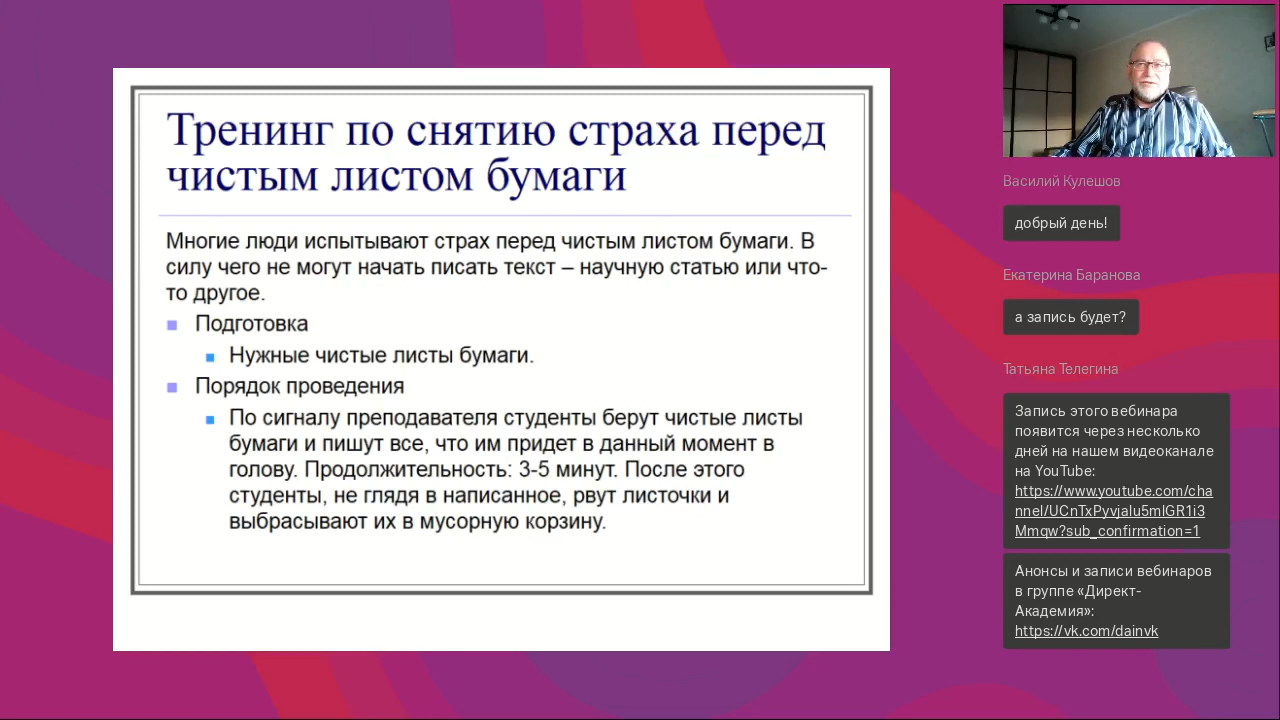 Тренинг по снятию страха перед
чистым листом бумаги
Многие люди испытывают страх перед чистым листом бумаги. В
силу чего не могут начать писать текст – научную статью или что-
то другое.
Подготовка
Нужные чистые листы бумаги.
Порядок проведения
По сигналу преподавателя студенты берут чистые листы
бумаги и пишут все, что им придет в данный момент в
голову. Продолжительность: 3-5 минут. После этого
студенты, не глядя в написанное, рвут листочки и
выбрасывают их в мусорную корзину.
Василий Кулешов
добрый день!
Екатерина Баранова
а запись будет?
Татьяна Телегина
Запись этого вебинара
появится через несколько
дней на нашем видеоканале
на YouTube:
https://www.youtube.com/cha
nnel/UCnTxPyvjalu5mlGR1i3
Mmqw?sub_confirmation=1
Анонсы и записи вебинаров
в группе «Директ-
Академия»:
https://vk.com/dainvk